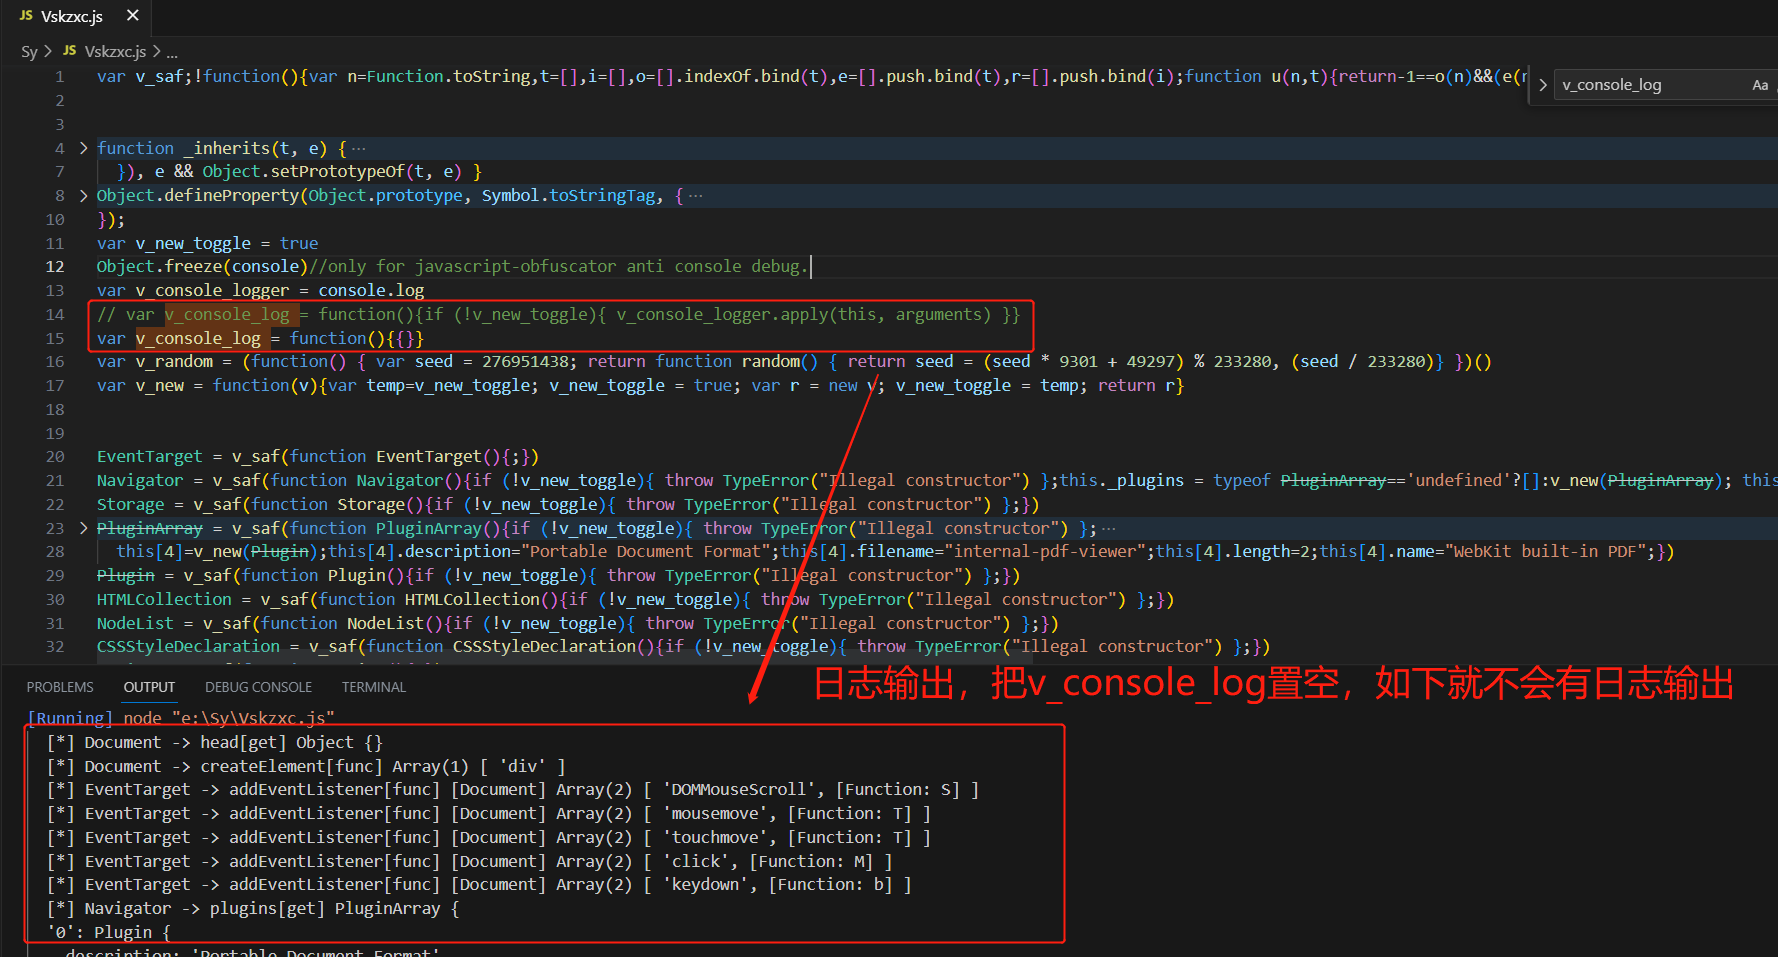 JS Vskzxc.js ×
Sy > JS Vskzxc.js > ...
v_console_log Aa
1 var v_saf;!function(){var n=Function.toString,t=[],i=[],o=[].indexOf.bind(t),e=[].push.bind(t),r=[].push.bind(i);function u(n,t){return-1==o(n)&&(e(n
2
3
4 function _inherits(t, e) { ...
7 }), e && Object.setPrototypeOf(t, e) }
8 Object.defineProperty(Object.prototype, Symbol.toStringTag, { ...
10 });
11 var v_new_toggle = true
12 Object.freeze(console)//only for javascript-obfuscator anti console debug.
13 var v_console_logger = console.log
14 // var v_console_log = function(){if (!v_new_toggle){ v_console_logger.apply(this, arguments) }}
15 var v_console_log = function(){{}}
16 var v_random = (function() { var seed = 276951438; return function random() { return seed = (seed * 9301 + 49297) % 233280, (seed / 233280)} })()
17 var v_new = function(v){var temp=v_new_toggle; v_new_toggle = true; var r = new v; v_new_toggle = temp; return r}
18
19
20 EventTarget = v_saf(function EventTarget(){;})
21 Navigator = v_saf(function Navigator(){if (!v_new_toggle){ throw TypeError("Illegal constructor") };this._plugins = typeof PluginArray=='undefined'?[]:v_new(PluginArray); this
22 Storage = v_saf(function Storage(){if (!v_new_toggle){ throw TypeError("Illegal constructor") };})
23 PluginArray = v_saf(function PluginArray(){if (!v_new_toggle){ throw TypeError("Illegal constructor") }; ...
28 this[4]=v_new(Plugin);this[4].description="Portable Document Format";this[4].filename="internal-pdf-viewer";this[4].length=2;this[4].name="WebKit built-in PDF";})
29 Plugin = v_saf(function Plugin(){if (!v_new_toggle){ throw TypeError("Illegal constructor") };})
30 HTMLCollection = v_saf(function HTMLCollection(){if (!v_new_toggle){ throw TypeError("Illegal constructor") };})
31 NodeList = v_saf(function NodeList(){if (!v_new_toggle){ throw TypeError("Illegal constructor") };})
32 CSSStyleDeclaration = v_saf(function CSSStyleDeclaration(){if (!v_new_toggle){ throw TypeError("Illegal constructor") };})
日志输出，把v_console_log置空，如下就不会有日志输出
PROBLEMS OUTPUT DEBUG CONSOLE TERMINAL
[Running] node "e:\Sy\Vskzxc.js"
[*] Document -> head[get] Object {}
[*] Document -> createElement[func] Array(1) [ 'div' ]
[*] EventTarget -> addEventListener[func] [Document] Array(2) [ 'DOMMouseScroll', [Function: S] ]
[*] EventTarget -> addEventListener[func] [Document] Array(2) [ 'mousemove', [Function: T] ]
[*] EventTarget -> addEventListener[func] [Document] Array(2) [ 'touchmove', [Function: T] ]
[*] EventTarget -> addEventListener[func] [Document] Array(2) [ 'click', [Function: M] ]
[*] EventTarget -> addEventListener[func] [Document] Array(2) [ 'keydown', [Function: b] ]
[*] Navigator -> plugins[get] PluginArray {
'0': Plugin {
description: 'Portable Document Format'